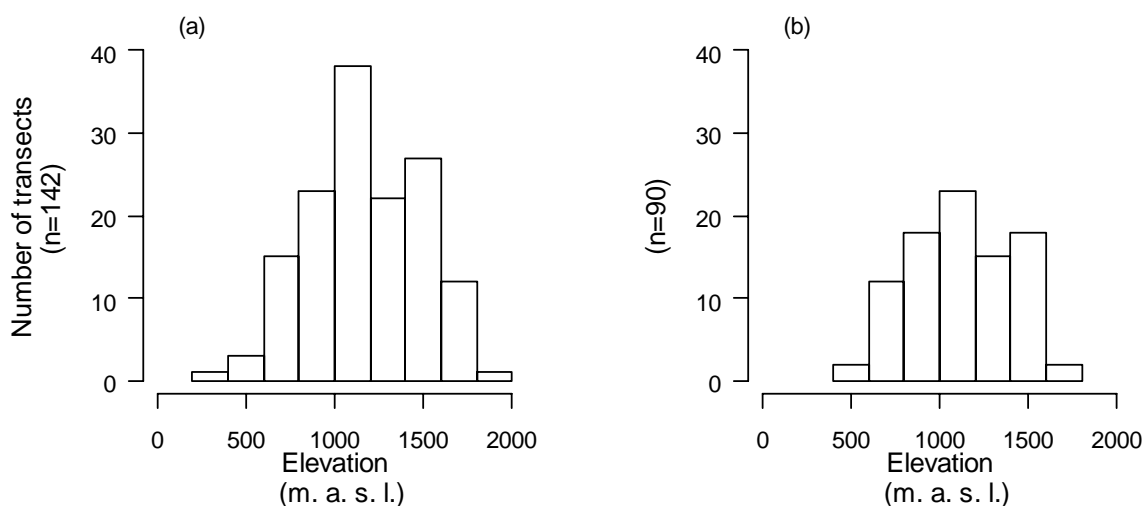 (a)
Number of transects
(n=142)
40
30
20
10
0
0 500 1000 1500 2000
Elevation
(m. a. s. l.)
(b)
(n=90)
40
30
20
10
0
0 500 1000 1500 2000
Elevation
(m. a. s. l.)